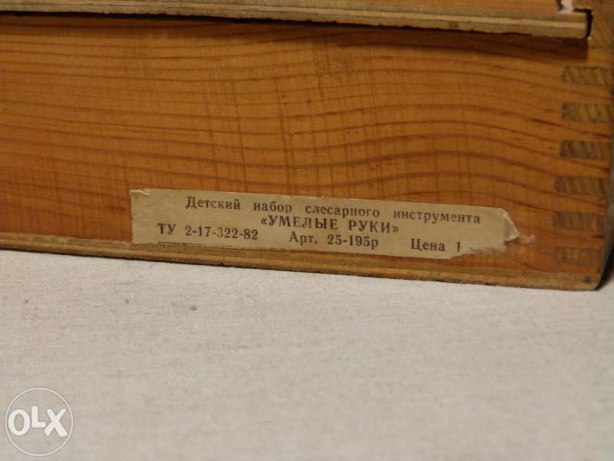 Детский набор слесарного инструмента
«УМЕЛЫЕ РУКИ»
ТУ 2-17-322-82 Арт. 25-195р Цена 1
OLX